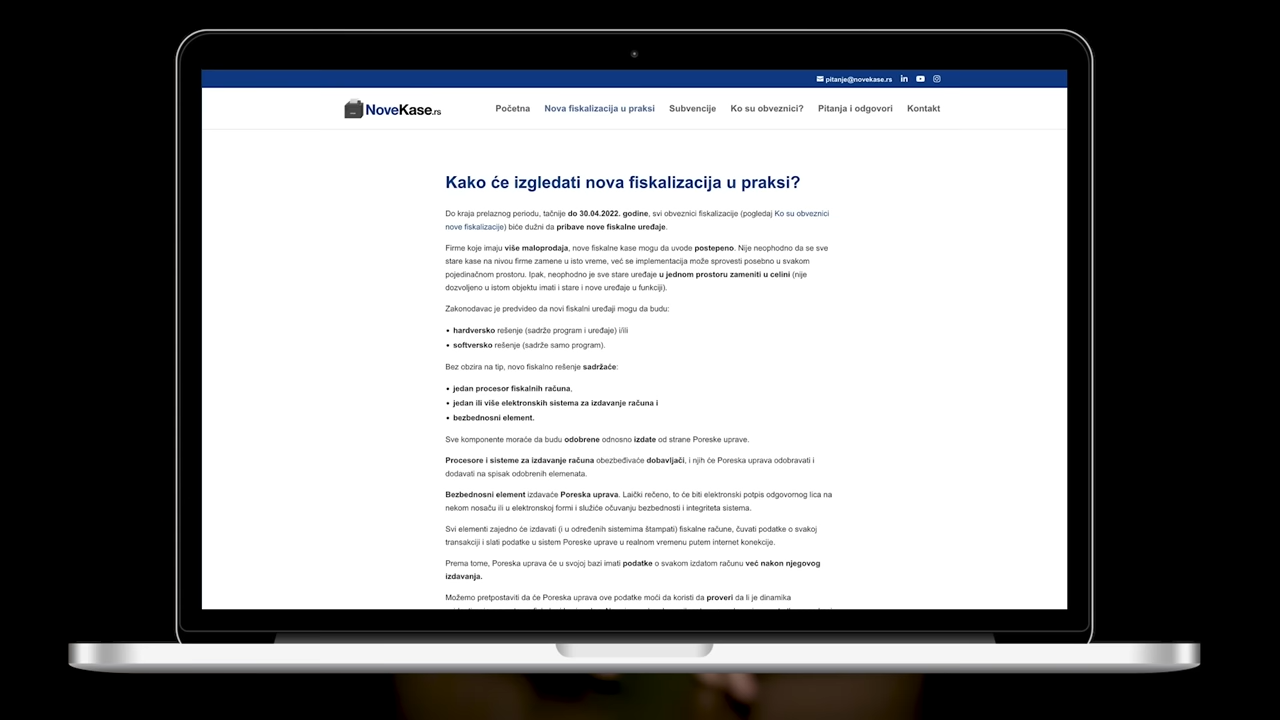 pitanje@novekase.rs
NoveKase.rs
Početna Nova fiskalizacija u praksi Subvencije Ko su obveznici? Pitanja i odgovori Kontakt
Kako će izgledati nova fiskalizacija u praksi?
Do kraja prelaznog periodu, tačnije do 30.04.2022. godine, svi obveznici fiskalizacije (pogledaj Ko su obveznici
nove fiskalizacije) biće dužni da pribave nove fiskalne uređaje.
Firme koje imaju više maloprodaja, nove fiskalne kase mogu da uvode postepeno. Nije neophodno da se sve
stare kase na nivou firme zamene u isto vreme, već se implementacija može sprovesti posebno u svakom
pojedinačnom prostoru. Ipak, neophodno je sve stare uređaje u jednom prostoru zameniti u celini (nije
dozvoljeno u istom objektu imati i stare i nove uređaje u funkciji).
Zakonodavac je predvideo da novi fiskalni uređaji mogu da budu:
• hardversko rešenje (sadrže program i uređaje) i/ili
• softversko rešenje (sadrže samo program).
Bez obzira na tip, novo fiskalno rešenje sadržaće:
• jedan procesor fiskalnih računa,
• jedan ili više elektronskih sistema za izdavanje računa i
• bezbednosni element.
Sve komponente moraće da budu odobrene odnosno izdate od strane Poreske uprave.
Procesore i sisteme za izdavanje računa obezbeđivaće dobavljači, i njih će Poreska uprava odobravati i
dodavati na spisak odobrenih elemenata.
Bezbednosni element izdavaće Poreska uprava. Laički rečeno, to će biti elektronski potpis odgovornog lica na
nekom nosaču ili u elektronskoj formi i služiće očuvanju bezbednosti i integriteta sistema.
Svi elementi zajedno će izdavati (i u određenih sistemima štampati) fiskalne račune, čuvati podatke o svakoj
transakciji i slati podatke u sistem Poreske uprave u realnom vremenu putem internet konekcije.
Prema tome, Poreska uprava će u svojoj bazi imati podatke o svakom izdatom računu već nakon njegovog
izdavanja.
Možemo pretpostaviti da će Poreska uprava ove podatke moći da koristi da proveri da li je dinamika